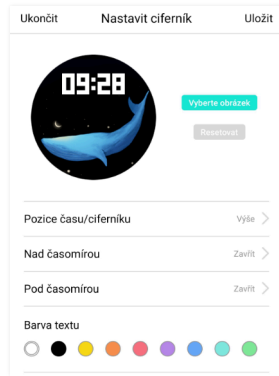 Ukončit Nastavit ciferník Uložit
09:28
Vyberte obrázek
Resetovat
Pozice času/ciferníku Výše
Nad časomírou Zavřít
Pod časomírou Zavřít
Barva textu